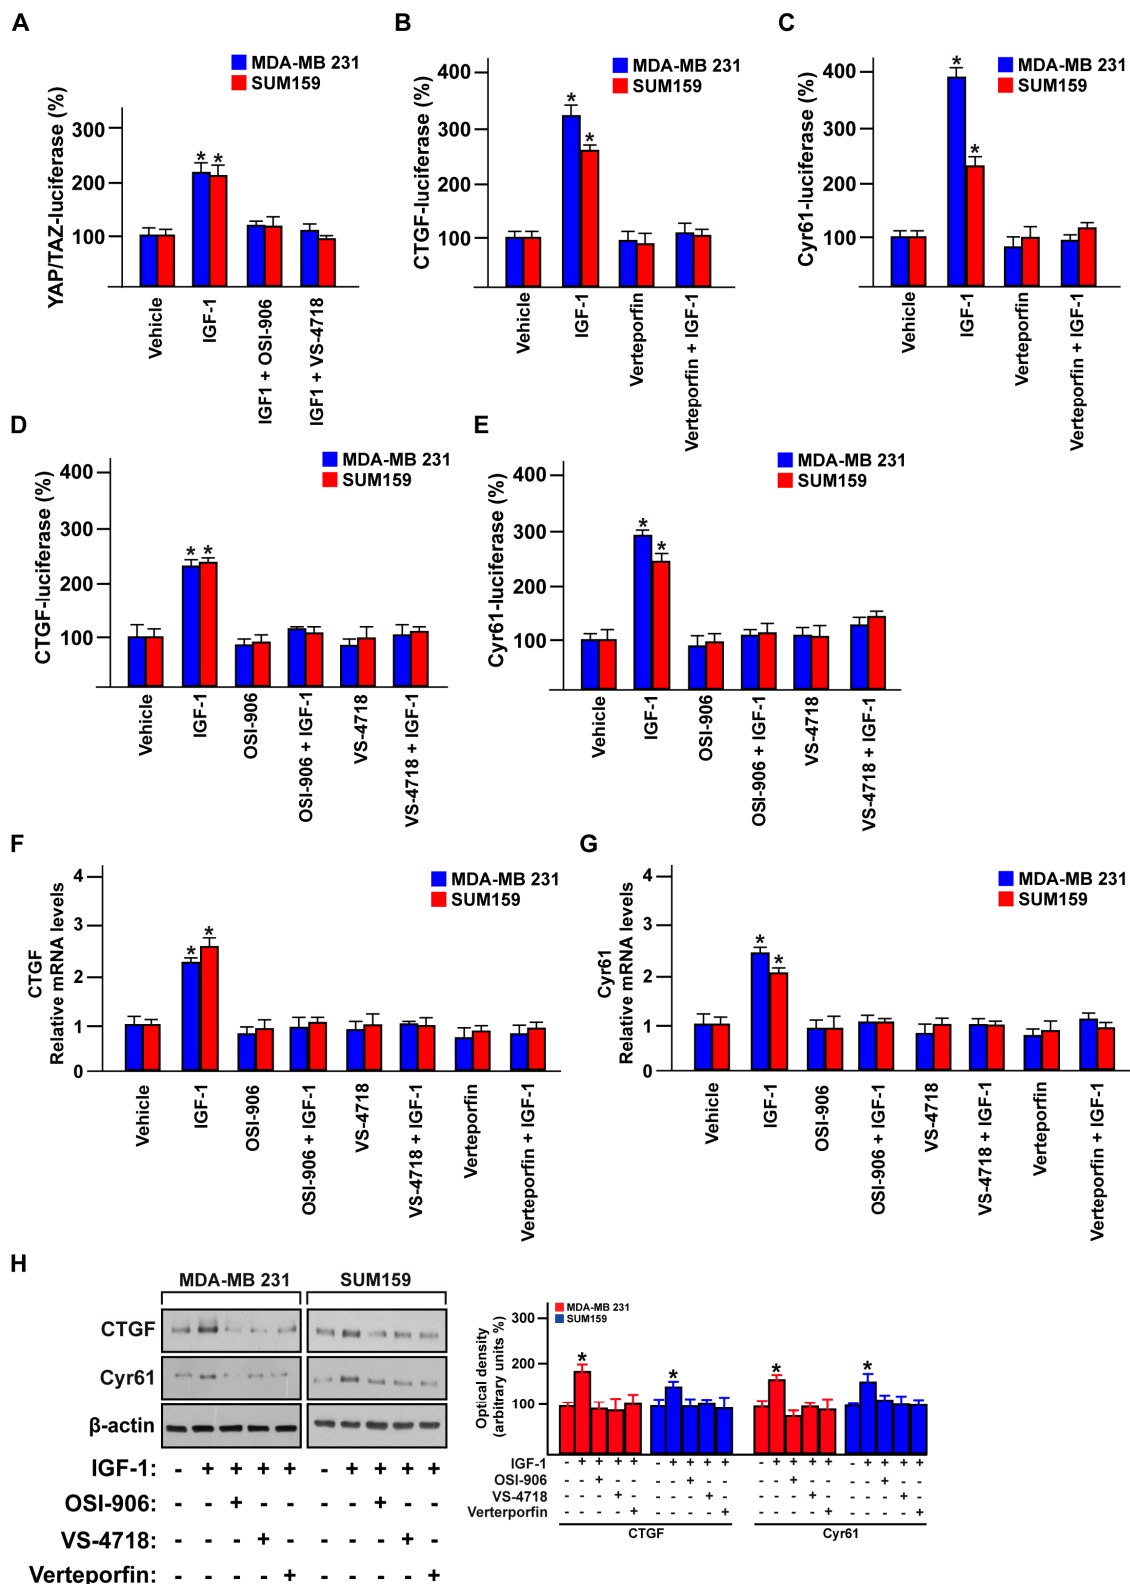 A
MDA-MB 231
SUM159
YAP/TAZ-luciferase (%)
300
200
100
Vehicle
IGF-1
IGF1 + OSI-906
IGF1 + VS-4718
* *
B
MDA-MB 231
SUM159
CTGF-luciferase (%)
400
300
200
100
* *
Vehicle
IGF-1
Verteporfin
Verteporfin + IGF-1
C
MDA-MB 231
SUM159
Cyr61-luciferase (%)
400
300
200
100
* *
Vehicle
IGF-1
Verteporfin
Verteporfin + IGF-1
D
MDA-MB 231
SUM159
CTGF-luciferase (%)
400
300
200
100
* *
Vehicle
IGF-1
OSI-906
OSI-906 + IGF-1
VS-4718
VS-4718 + IGF-1
E
MDA-MB 231
SUM159
Cyr61-luciferase (%)
400
300
200
100
* *
Vehicle
IGF-1
OSI-906
OSI-906 + IGF-1
VS-4718
VS-4718 + IGF-1
F
MDA-MB 231
SUM159
CTGF
Relative mRNA levels
4
3
2
1
0
* *
Vehicle
IGF-1
OSI-906
OSI-906 + IGF-1
VS-4718
VS-4718 + IGF-1
Verteporfin
Verteporfin + IGF-1
G
MDA-MB 231
SUM159
Cyr61
Relative mRNA levels
4
3
2
1
0
* *
Vehicle
IGF-1
OSI-906
OSI-906 + IGF-1
VS-4718
VS-4718 + IGF-1
Verteporfin
Verteporfin + IGF-1
H
MDA-MB 231 SUM159
CTGF
Cyr61
β-actin
IGF-1: - + + + + - + + + +
OSI-906: - - + - - - - + - -
VS-4718: - - - + - - - - + -
Verteporfin: - - - - + - - - - +
MDA-MB 231
SUM159
Optical density
(arbitrary units %)
300
200
100
* * * *
IGF-1 - + + + + - + + + + - + + + + - + + + +
OSI-906 - - + - - - - + - - - - + - - - - + - -
VS-4718 - - - + - - - - + - - - - + - - - - + -
Verterporfin - - - - + - - - - + - - - - + - - - - +
CTGF Cyr61